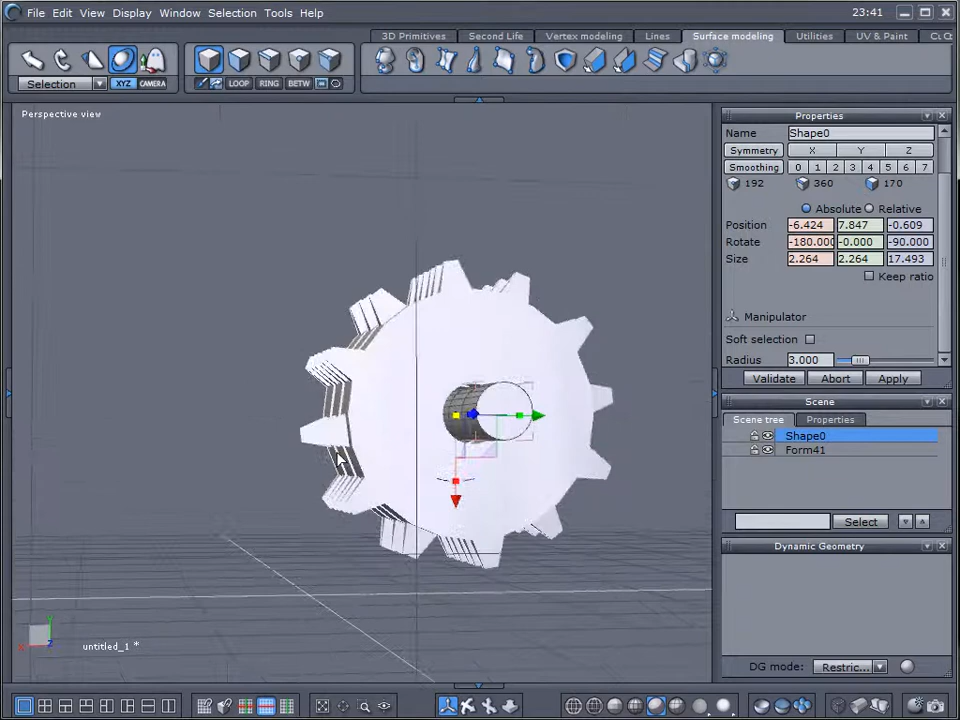 File Edit View Display Window Selection Tools Help 23:41
3D Primitives Second Life Vertex modeling Lines Surface modeling Utilities UV & Paint
Selection XYZ CAMERA LOOP RING BETW
Perspective view
Properties
Name Shape0
Symmetry X Y Z
Smoothing 0 1 2 3 4 5 6 7
192 360 170
Absolute Relative
Position -6.424 7.847 -0.609
Rotate -180.000 -0.000 -90.000
Size 2.264 2.264 17.493
Keep ratio
Manipulator
Soft selection
Radius 3.000
Validate Abort Apply
Scene
Scene tree Properties
Shape0
Form41
Select
Dynamic Geometry
DG mode: Restric...
Y
X Z
untitled_1 *